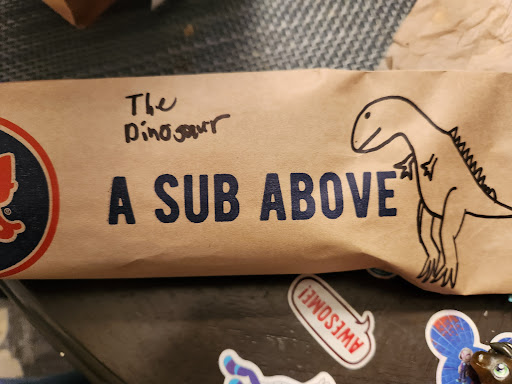 The
Dinosaur
A SUB ABOVE
AWESOME!